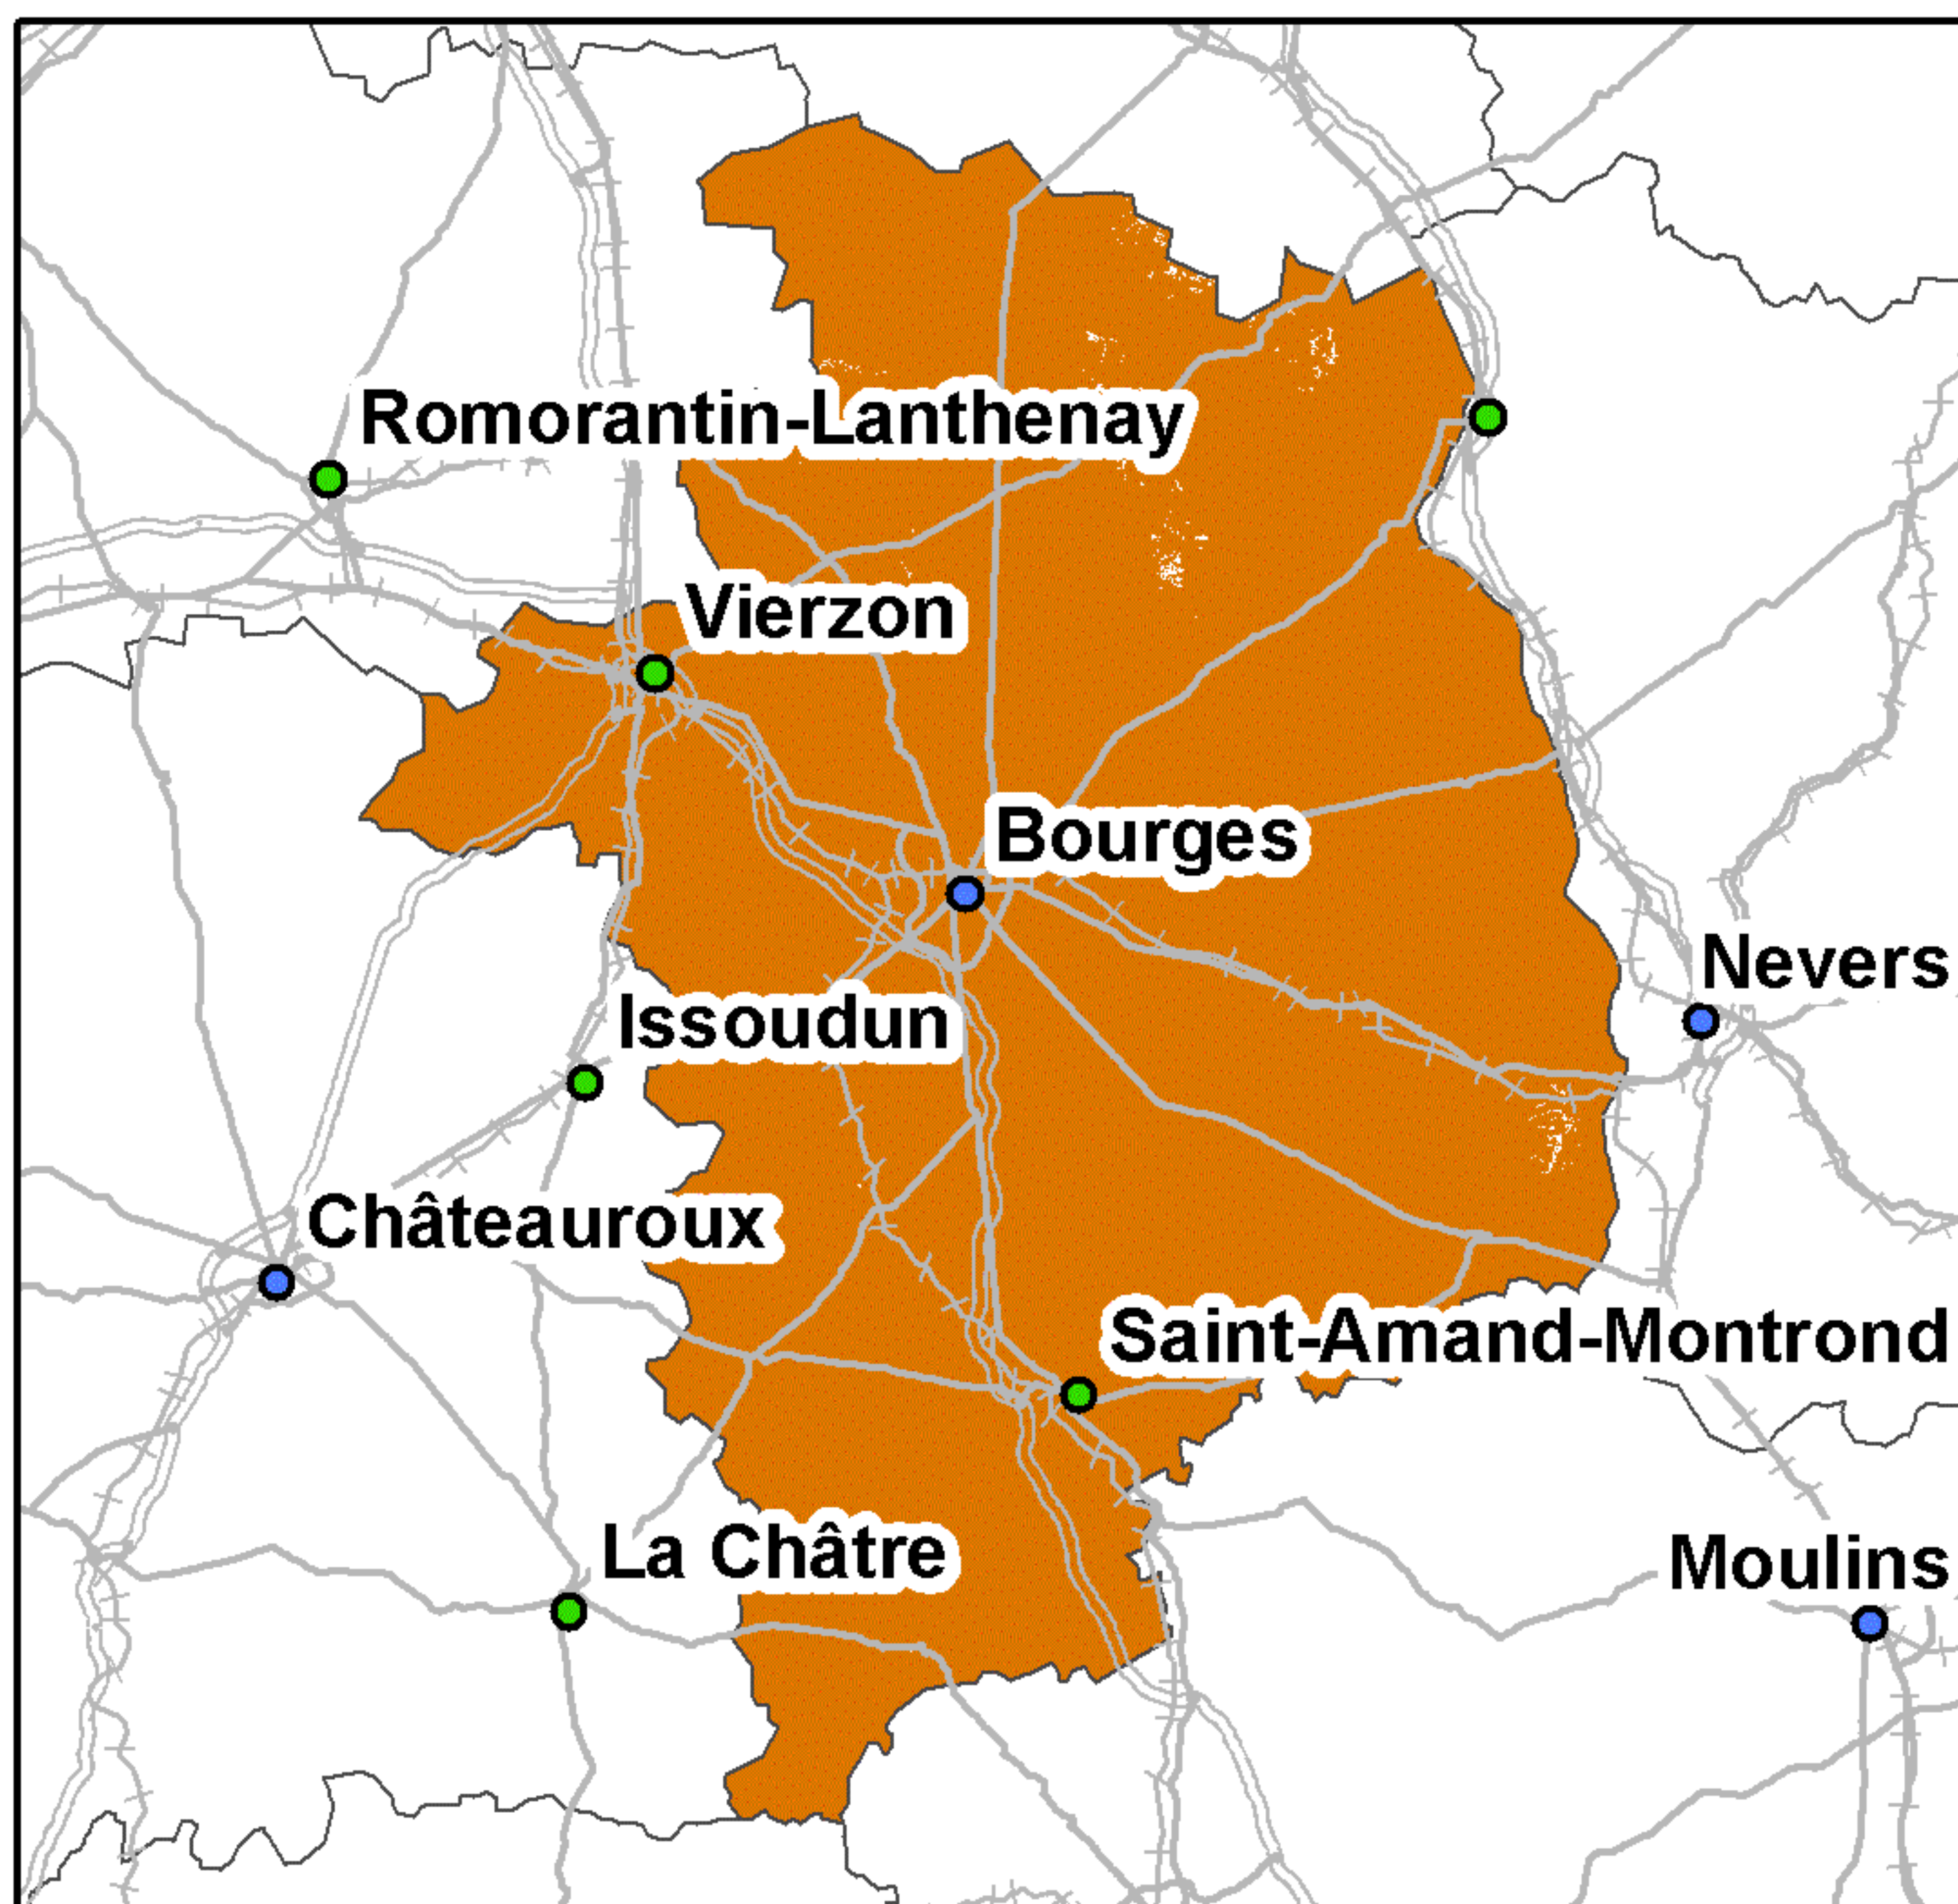 Romorantin-Lanthenay
Vierzon
Bourges
Nevers
Issoudun
Châteauroux
Saint-Amand-Montrond
La Châtre
Moulins